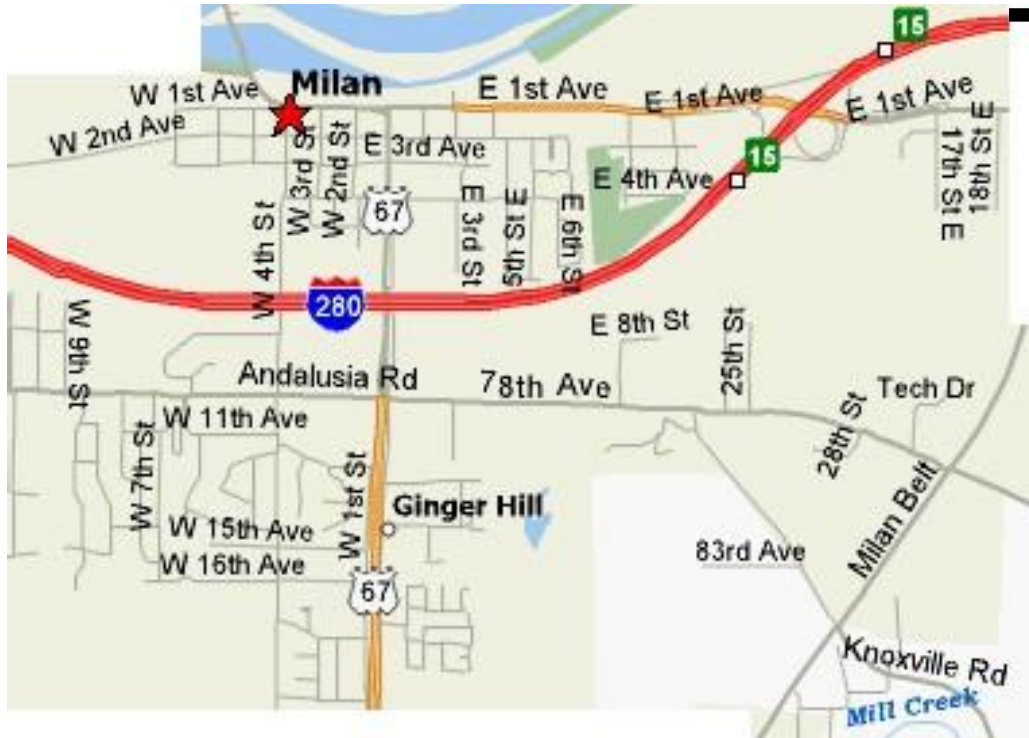 15
Milan
W 1st Ave
E 1st Ave
E 1st Ave
E 1st Ave
W 2nd Ave
E 3rd Ave
W 3rd St
W 2nd St
17th St E
18th St E
15
E 4th Ave
67
E 3rd St
5th St E
E 6th St
W 4th St
280
W 9th St
E 8th St
25th St
Andalusia Rd
78th Ave
Tech Dr
W 11th Ave
28th St
W 7th St
W 1st St
Ginger Hill
Milan Belt
W 15th Ave
83rd Ave
W 16th Ave
67
Knoxville Rd
Mill Creek